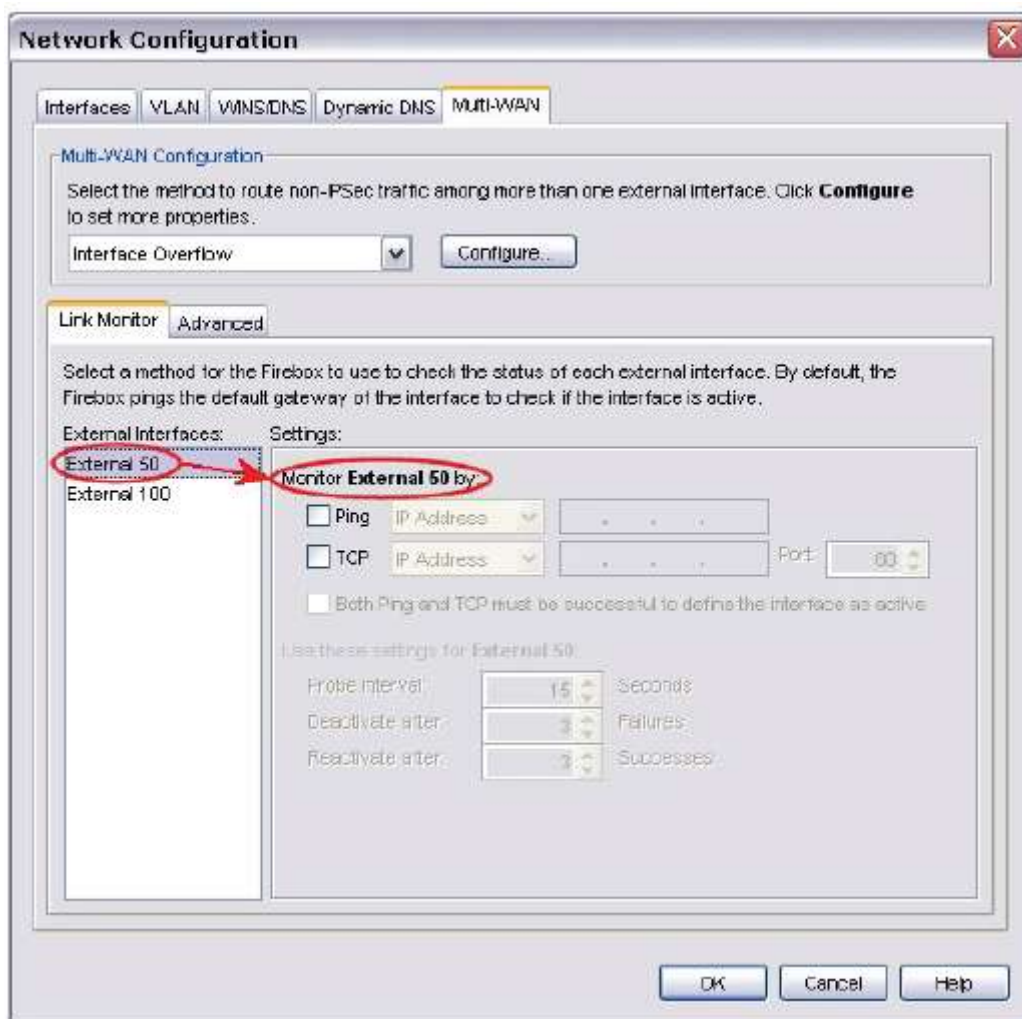 Network Configuration
Interfaces VLAN WINS/DNS Dynamic DNS Multi-WAN
Multi-WAN Configuration
Select the method to route non-IPSec traffic among more than one external interface. Click Configure
to set more properties.
Interface Overflow Configure...
Link Monitor Advanced
Select a method for the Firebox to use to check the status of each external interface. By default, the
Firebox pings the default gateway of the interface to check if the interface is active.
External Interfaces: Settings:
External 50
External 100
Monitor External 50 by:
Ping IP Address . . .
TCP IP Address . . . Port: 80
Both Ping and TCP must be successful to define the interface as active
Use these settings for External 50:
Probe interval 15 Seconds
Deactivate after 3 Failures
Reactivate after 3 Successes
OK Cancel Help